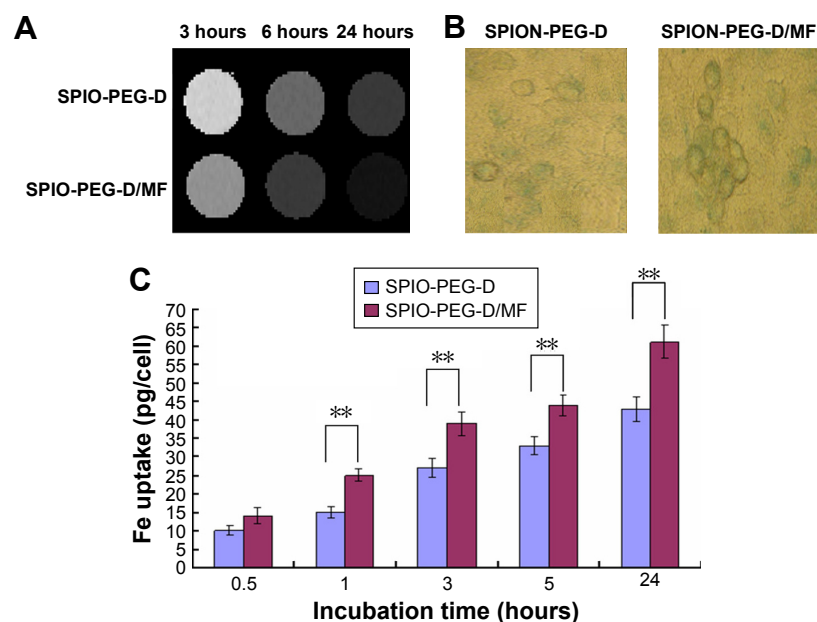 A
3 hours 6 hours 24 hours
SPIO-PEG-D
SPIO-PEG-D/MF
B
SPION-PEG-D SPION-PEG-D/MF
C
SPIO-PEG-D
SPIO-PEG-D/MF
Fe uptake (pg/cell)
70
65
60
55
50
45
40
35
30
25
20
15
10
5
0
** ** ** **
0.5 1 3 5 24
Incubation time (hours)